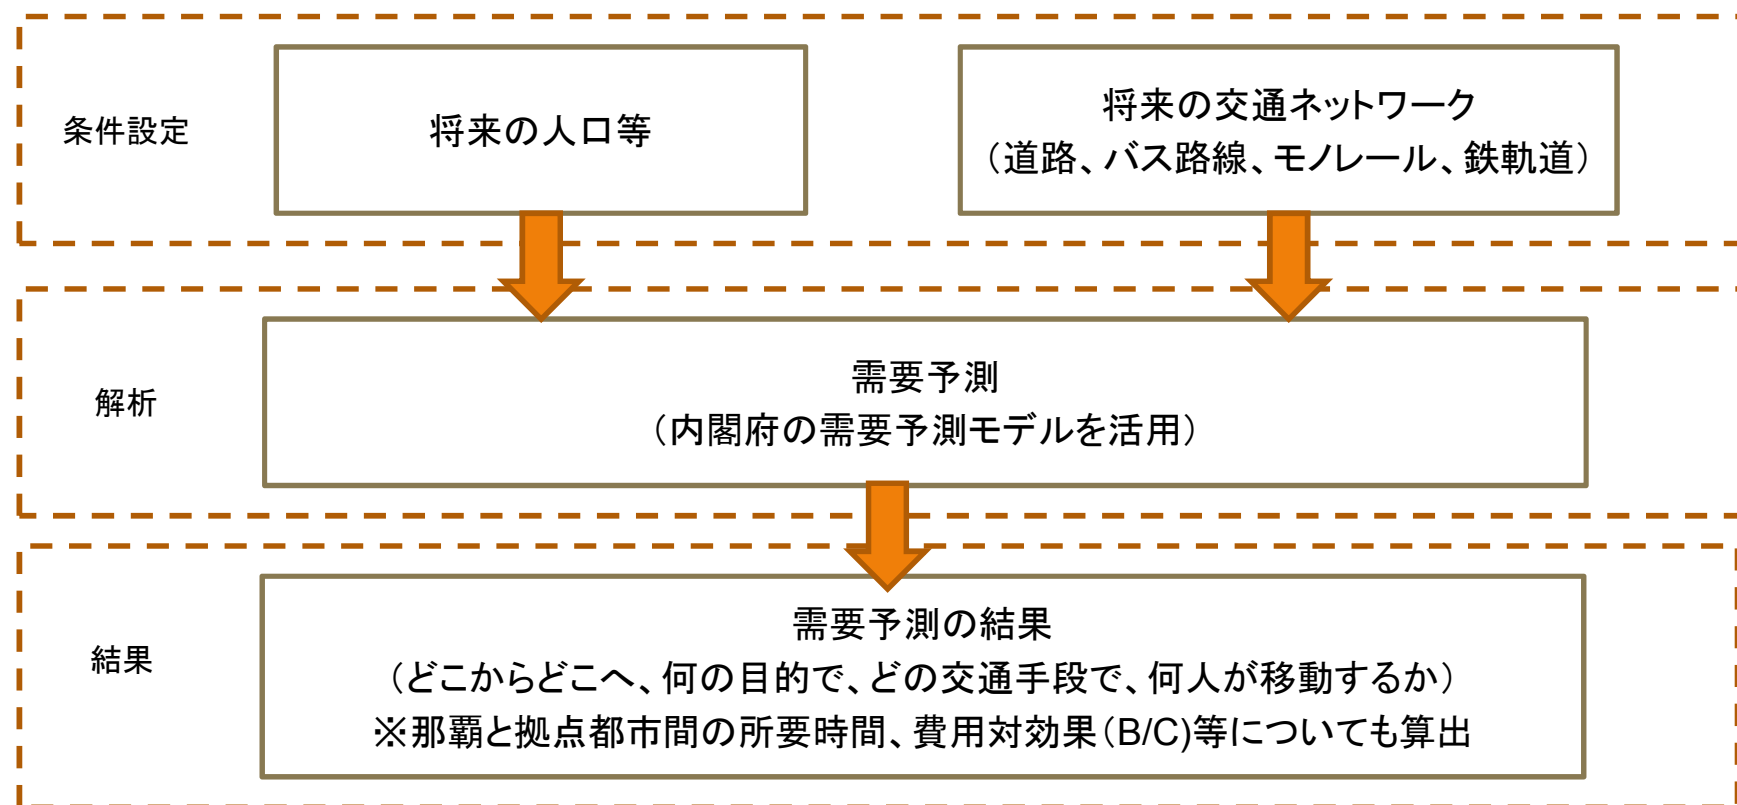 条件設定
将来の人口等
将来の交通ネットワーク
（道路、バス路線、モノレール、鉄軌道）
解析
需要予測
（内閣府の需要予測モデルを活用）
結果
需要予測の結果
（どこからどこへ、何の目的で、どの交通手段で、何人が移動するか）
※那覇と拠点都市間の所要時間、費用対効果（B/C)等についても算出